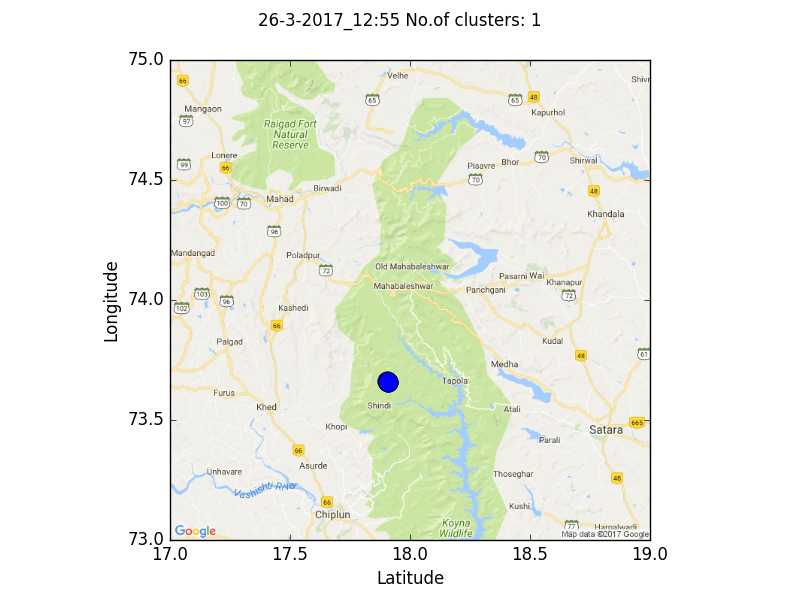 26-3-2017_12:55 No.of clusters: 1
75.0
74.5
74.0
73.5
73.0
Longitude
17.0
17.5
18.0
18.5
19.0
Latitude
66
Velhe
65
65
48
Kapurhol
Mangaon
97
Raigad Fort
Natural
Reserve
Lonere
99
66
Pisavre
Bhor
70
Shirwal
70
48
Birwadi
Mahad
100
70
Khandala
96
Mandangad
Poladpur
72
Old Mahabaleshwar
Pasarni Wai
Khanapur
Mahabaleshwar
Panchgani
72
103
96
102
Kashedi
66
Palgad
Kudal
48
61
Medha
Tapola
Furus
Khed
Shindi
Atali
Khopi
Satara
665
Parali
66
Asurde
Unhavare
Thoseghar
48
Vashishti River
66
Chiplun
Kushi
Koyna
Wildlife
77
Google
Map data ©2017 Google